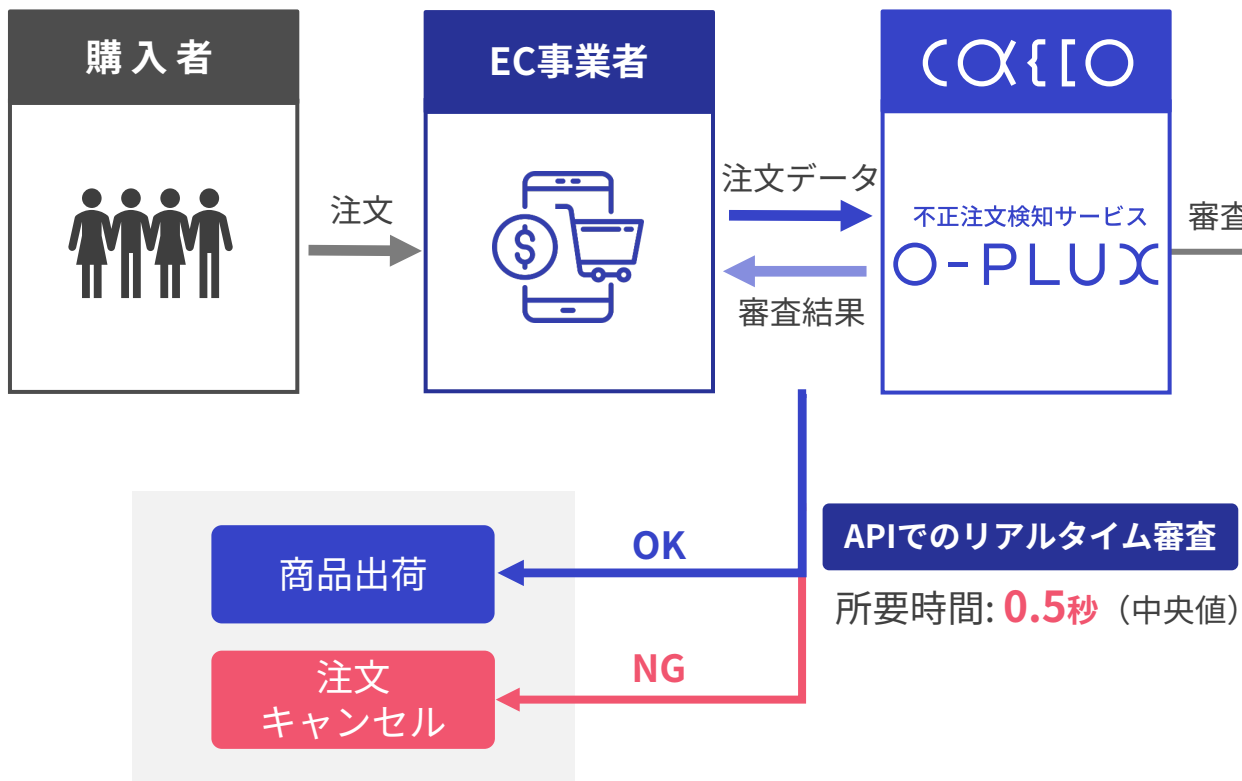 購入者
EC事業者
cacco
注文
注文データ
審査結果
不正注文検知サービス
O-PLUX
審査
OK
商品出荷
NG
注文
キャンセル
APIでのリアルタイム審査
所要時間: 0.5秒（中央値）